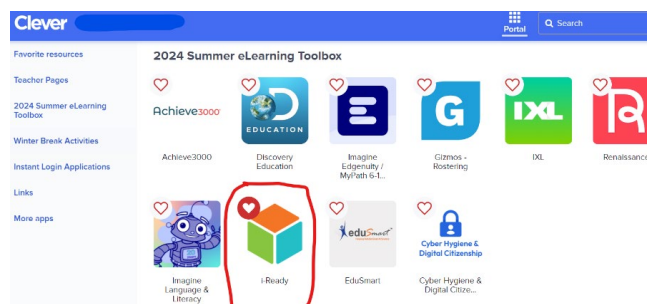 Clever
Portal
Search
Favorite resources
Teacher Pages
2024 Summer eLearning
Toolbox
Winter Break Activities
Instant Login Applications
Links
More apps
2024 Summer eLearning Toolbox
Achieve3000
EDUCATION
E
G
IXL
R
Achieve3000
Discovery
Education
Imagine
Edgenuity /
MyPath 6-1...
Gizmos -
Rostering
IXL
Renaissance
eduSmart
Cyber Hygiene &
Digital Citizenship
Imagine
Language &
Literacy
i-Ready
EduSmart
Cyber Hygiene &
Digital Citize...